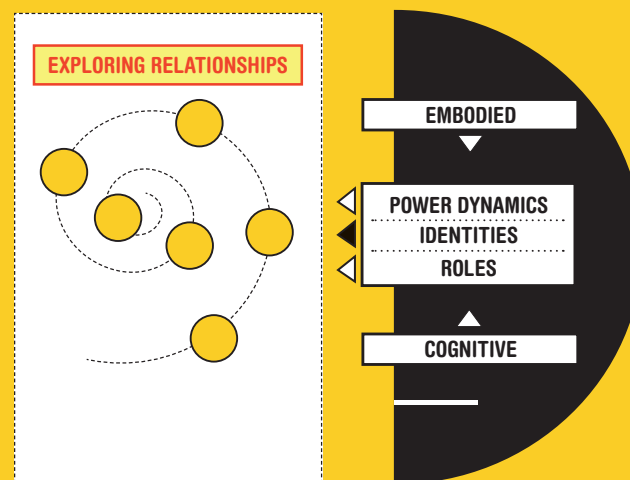 EXPLORING RELATIONSHIPS
EMBODIED
POWER DYNAMICS
IDENTITIES
ROLES
COGNITIVE